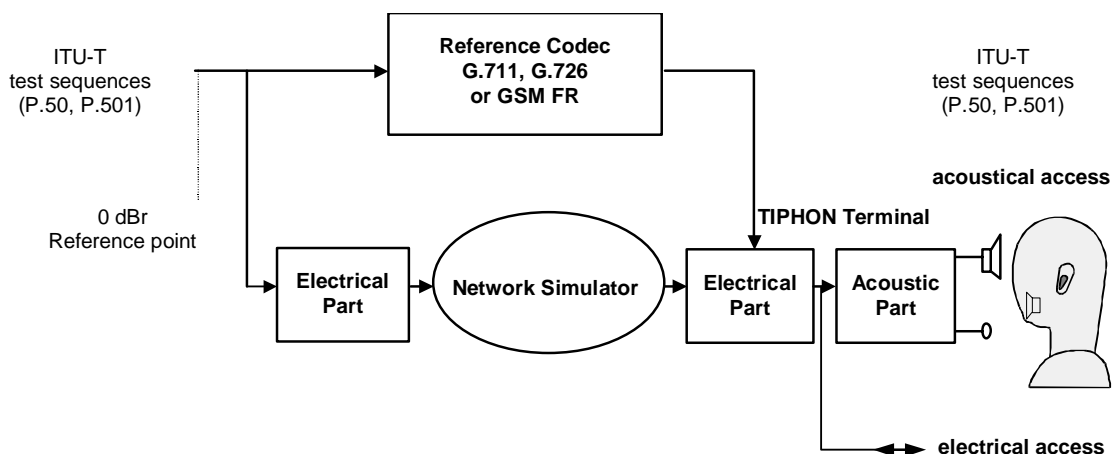 ITU-T
test sequences
(P.50, P.501)
0 dBr
Reference point
Reference Codec
G.711, G.726
or GSM FR
ITU-T
test sequences
(P.50, P.501)
acoustical access
TIPHON Terminal
Electrical
Part
Network Simulator
Electrical
Part
Acoustic
Part
electrical access